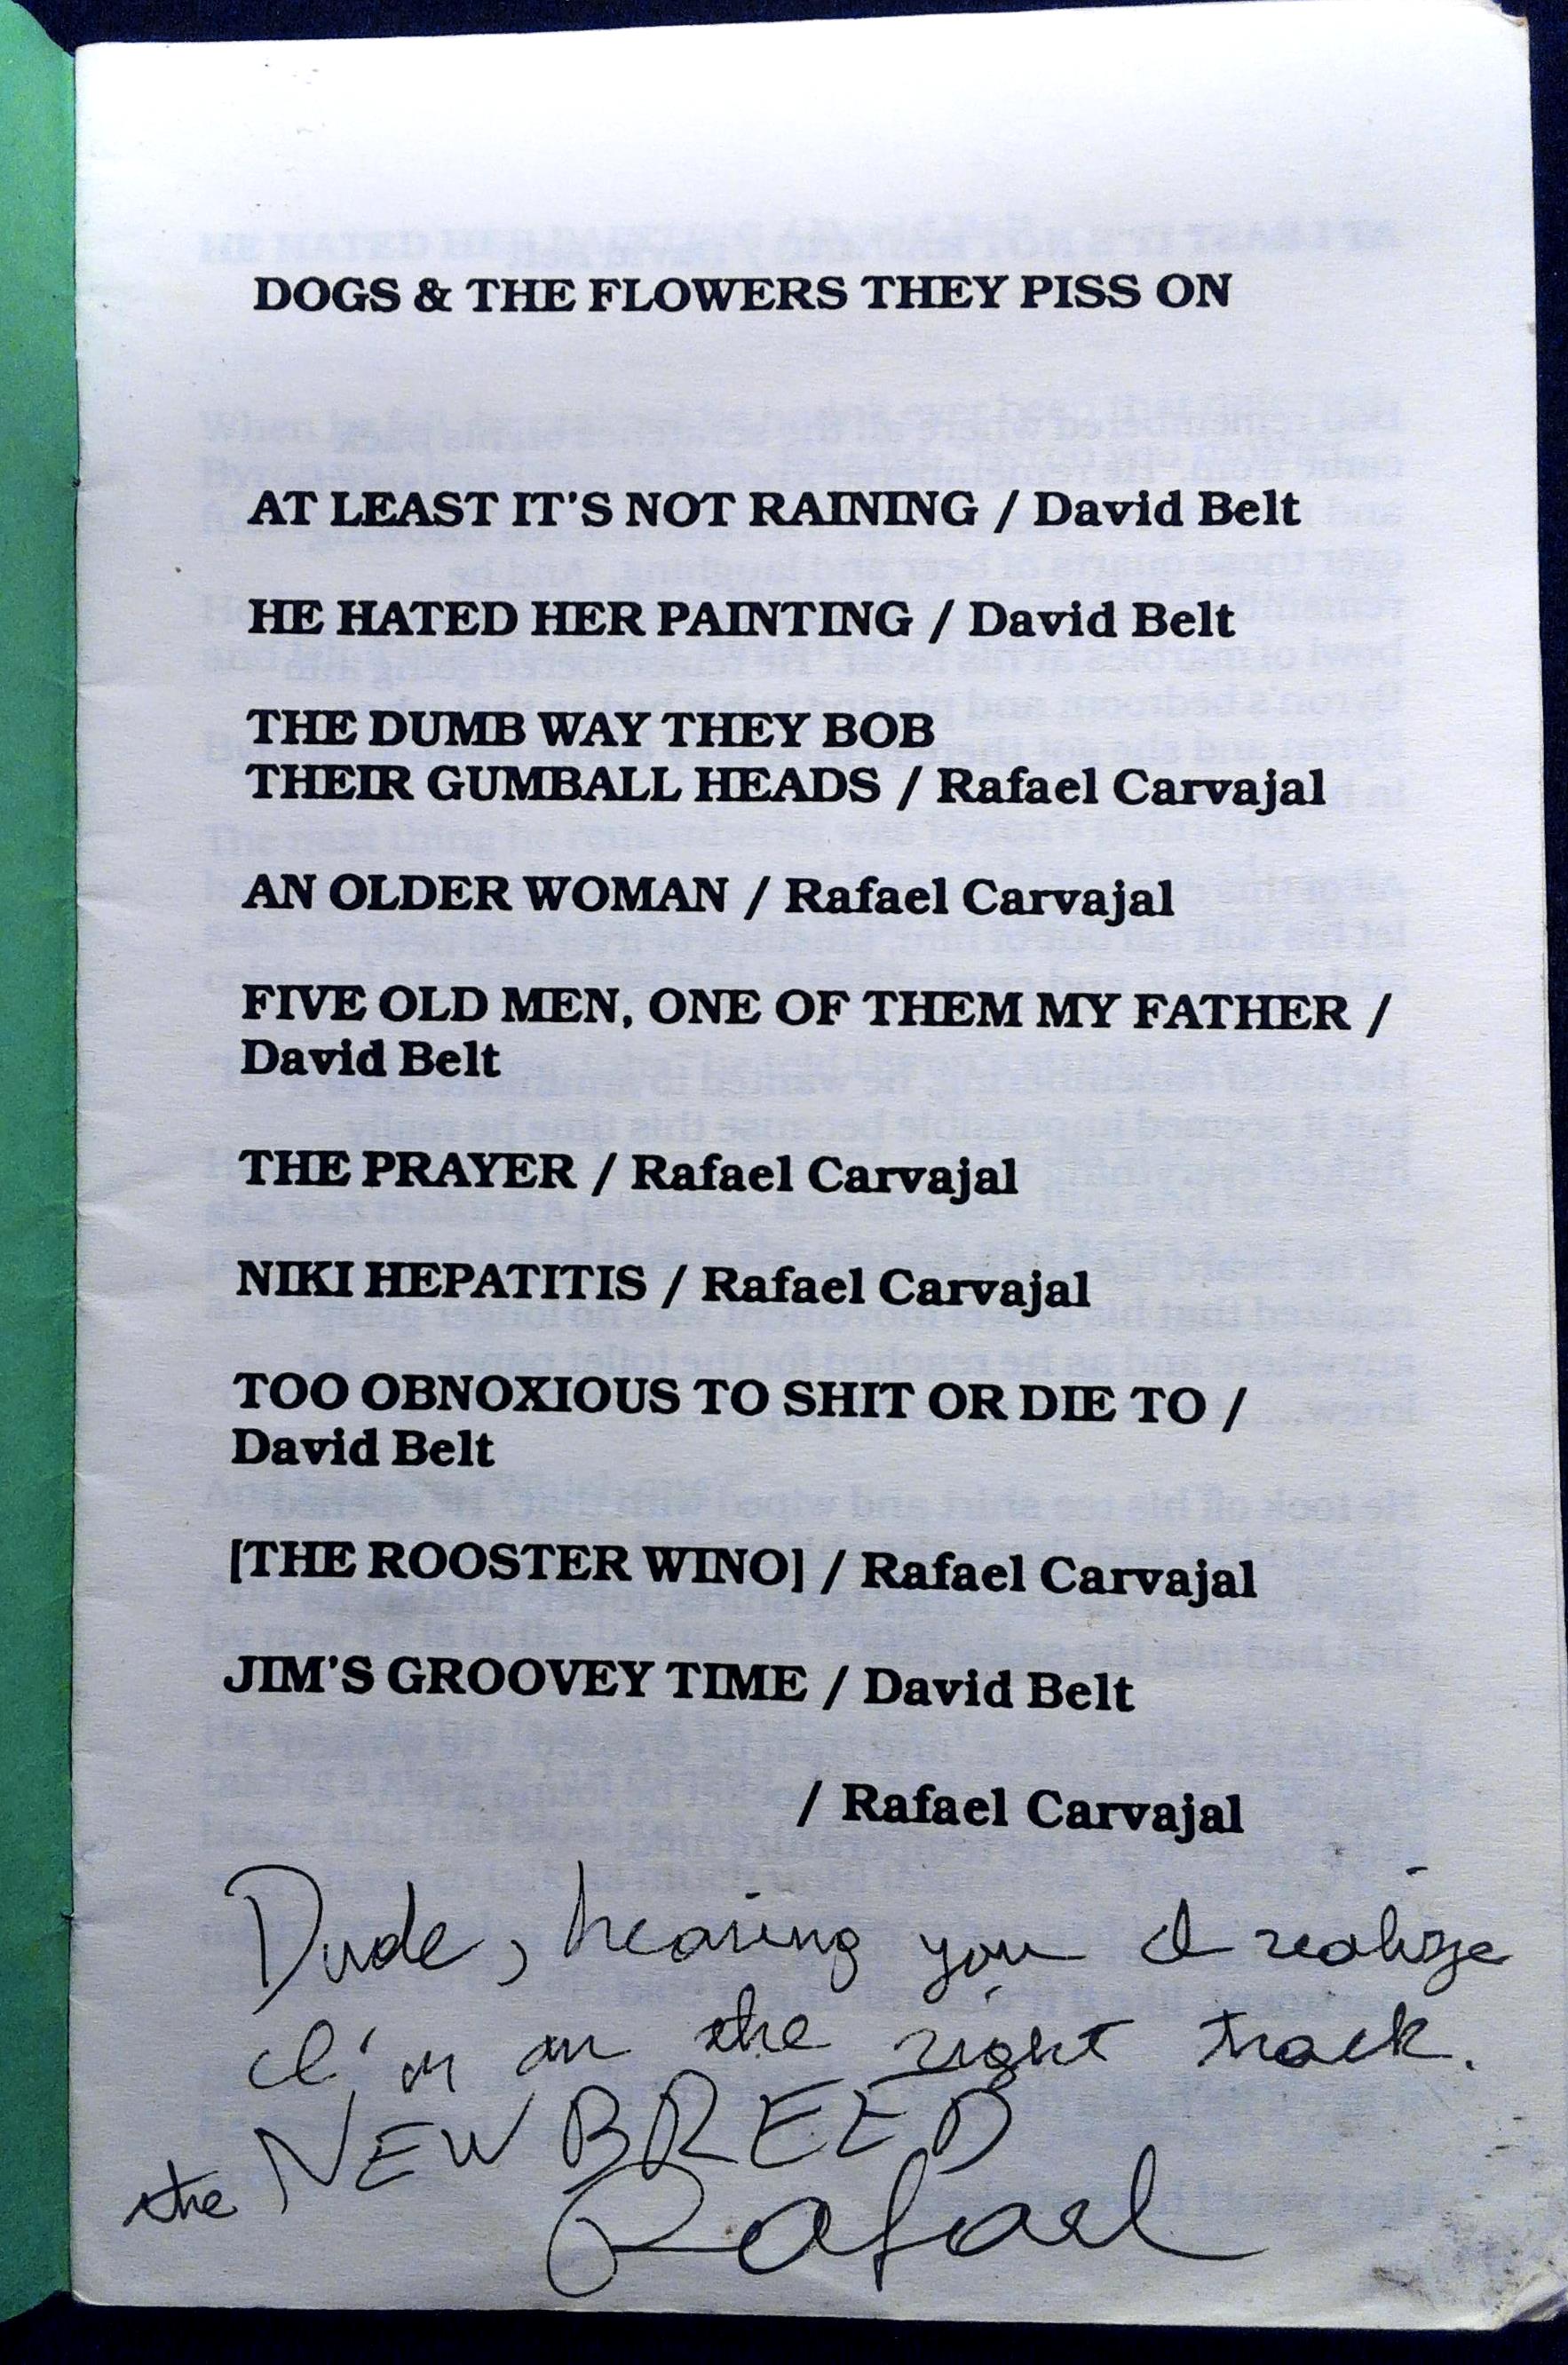 DOGS & THE FLOWERS THEY PISS ON
AT LEAST IT'S NOT RAINING / David Belt
HE HATED HER PAINTING / David Belt
THE DUMB WAY THEY BOB
THEIR GUMBALL HEADS / Rafael Carvajal
AN OLDER WOMAN / Rafael Carvajal
FIVE OLD MEN, ONE OF THEM MY FATHER /
David Belt
THE PRAYER / Rafael Carvajal
NIKI HEPATITIS / Rafael Carvajal
TOO OBNOXIOUS TO SHIT OR DIE TO /
David Belt
[THE ROOSTER WINO] / Rafael Carvajal
JIM'S GROOVEY TIME / David Belt
/ Rafael Carvajal
Dude, hearing you I realize
I'm on the right track.
the NEW BREED
Rafael